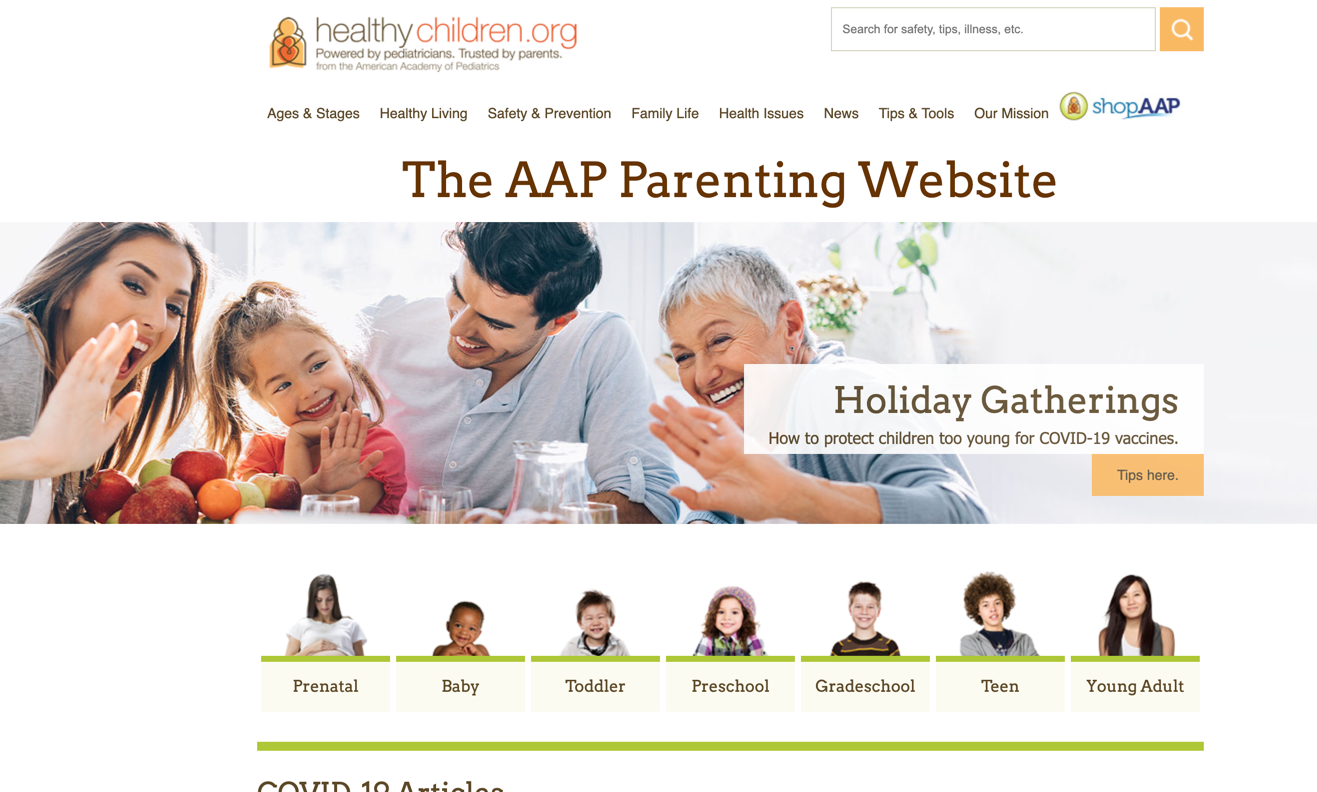 healthychildren.org
Powered by pediatricians. Trusted by parents.
from the American Academy of Pediatrics
Search for safety, tips, illness, etc.
Ages & Stages Healthy Living Safety & Prevention Family Life Health Issues News Tips & Tools Our Mission shopAAP
The AAP Parenting Website
Holiday Gatherings
How to protect children too young for COVID-19 vaccines.
Tips here.
Prenatal Baby Toddler Preschool Gradeschool Teen Young Adult
COVID-19 Articles